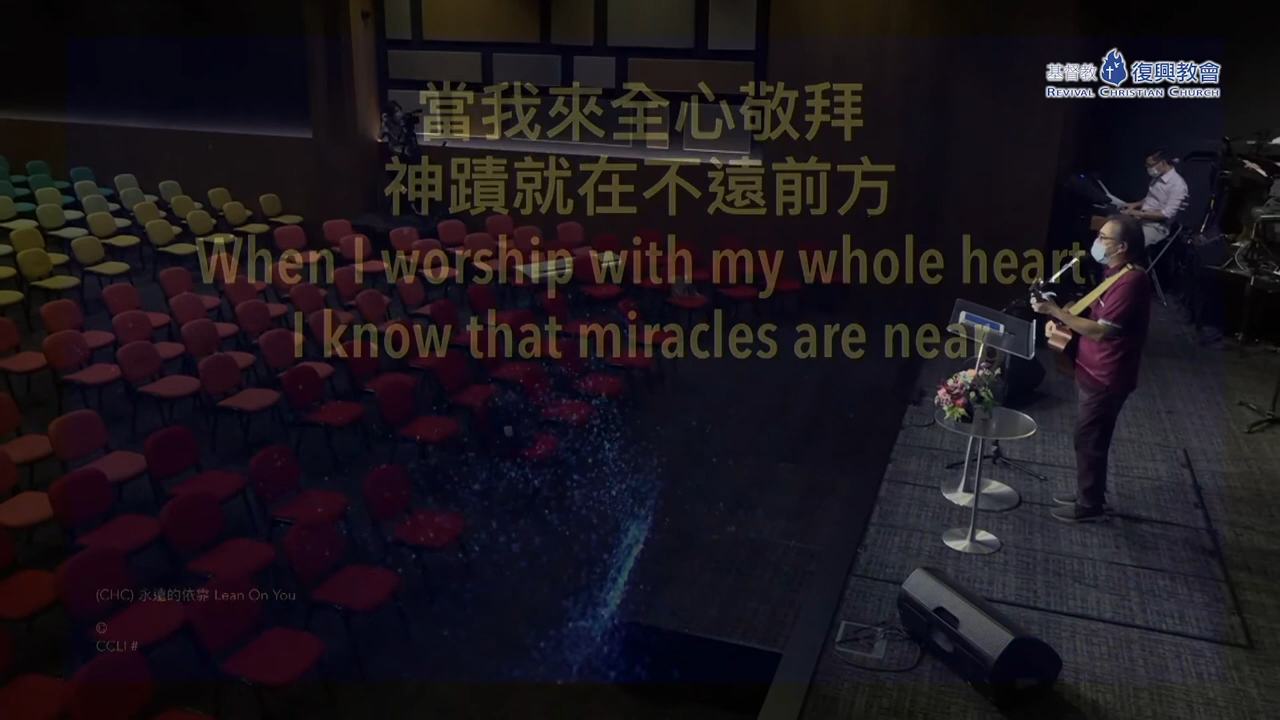 基督教 復興教會
REVIVAL CHRISTIAN CHURCH
當我來全心敬拜
神蹟就在不遠前方
When I worship with my whole heart
I know that miracles are near
(CHC) 永遠的依靠 Lean On You
©
CCLI #